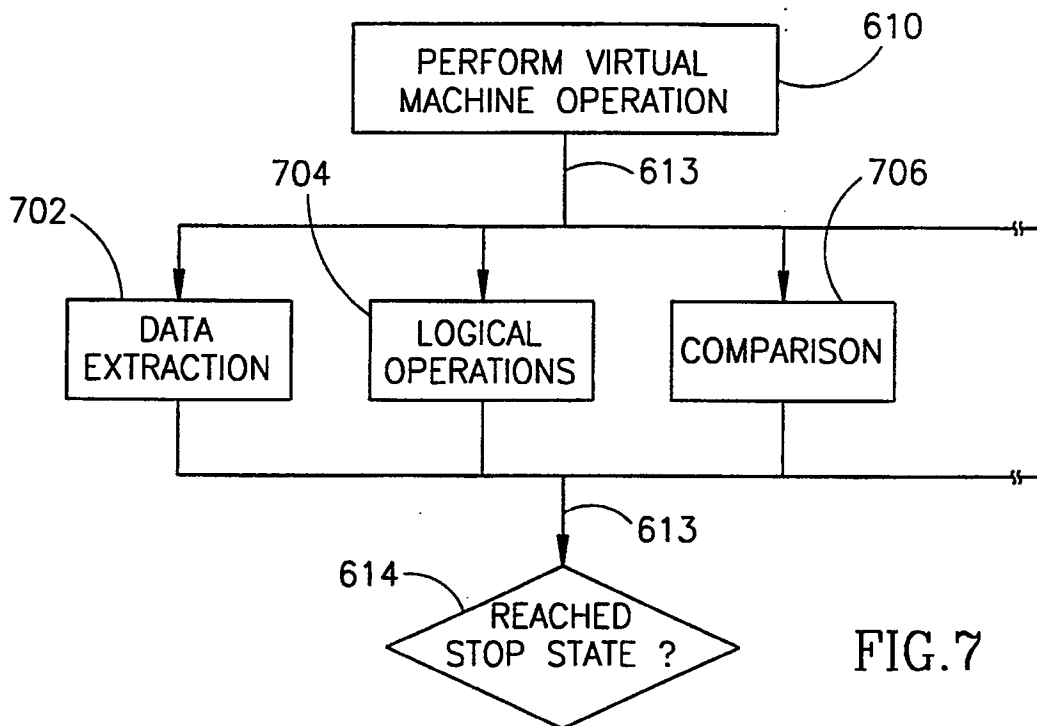 610
PERFORM VIRTUAL
MACHINE OPERATION
613
702
704
706
DATA
EXTRACTION
LOGICAL
OPERATIONS
COMPARISON
613
614
REACHED
STOP STATE ?
FIG.7